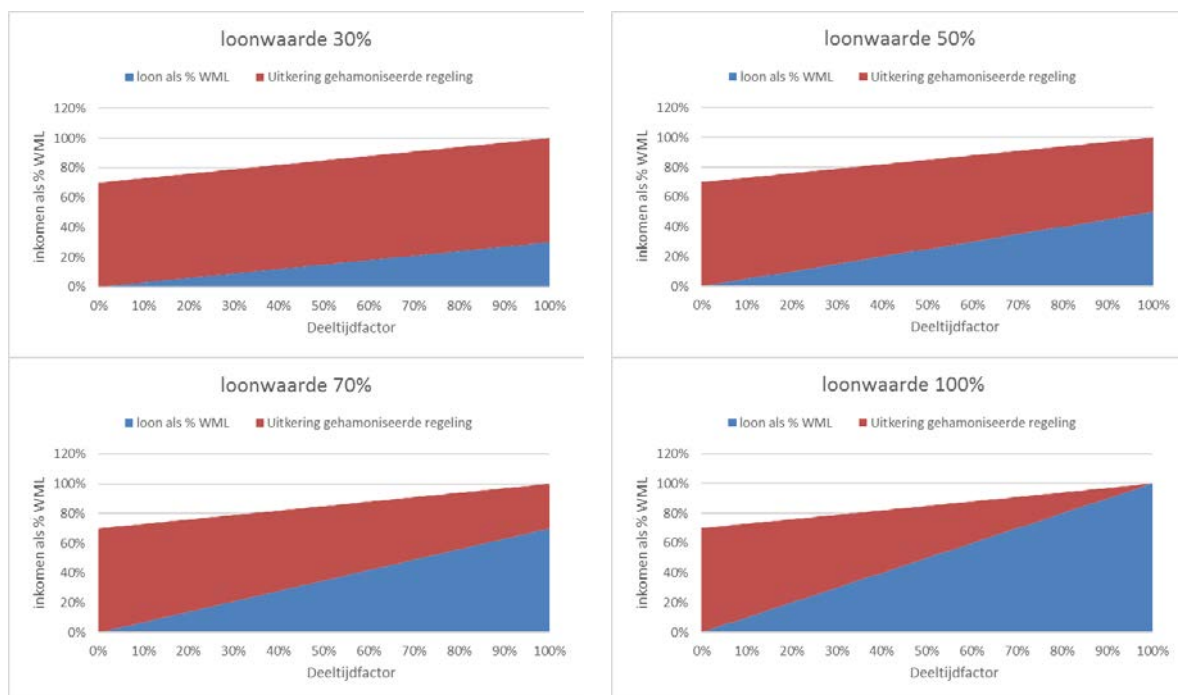 loonwaarde 30%
loon als % WML Uitkering gehamoniseerde regeling
inkomen als % WML
120%
100%
80%
60%
40%
20%
0%
0% 10% 20% 30% 40% 50% 60% 70% 80% 90% 100%
Deeltijdfactor
loonwaarde 50%
loon als % WML Uitkering gehamoniseerde regeling
inkomen als % WML
120%
100%
80%
60%
40%
20%
0%
0% 10% 20% 30% 40% 50% 60% 70% 80% 90% 100%
Deeltijdfactor
loonwaarde 70%
loon als % WML Uitkering gehamoniseerde regeling
inkomen als % WML
120%
100%
80%
60%
40%
20%
0%
0% 10% 20% 30% 40% 50% 60% 70% 80% 90% 100%
Deeltijdfactor
loonwaarde 100%
loon als % WML Uitkering gehamoniseerde regeling
inkomen als % WML
120%
100%
80%
60%
40%
20%
0%
0% 10% 20% 30% 40% 50% 60% 70% 80% 90% 100%
Deeltijdfactor